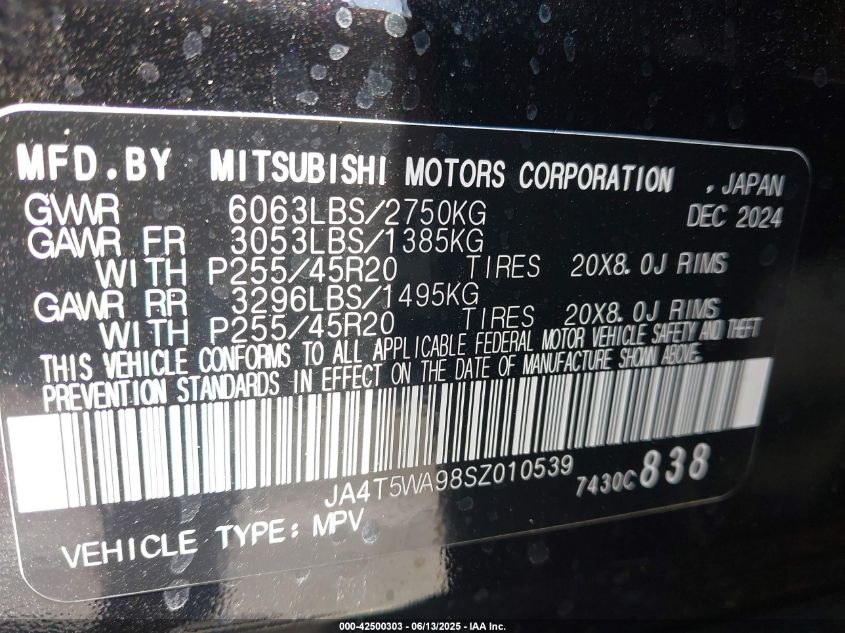 MFD.BY MITSUBISHI MOTORS CORPORATION , JAPAN
GVWR 6063LBS/2750KG DEC 2024
GAWR FR 3053LBS/1385KG
WITH P255/45R20 TIRES 20X8.0J RIMS
GAWR RR 3296LBS/1495KG
WITH P255/45R20 TIRES 20X8.0J RIMS
THIS VEHICLE CONFORMS TO ALL APPLICABLE FEDERAL MOTOR VEHICLE SAFETY AND THEFT
PREVENTION STANDARDS IN EFFECT ON THE DATE OF MANUFACTURE SHOWN ABOVE.
JA4T5WA98SZ010539 7430C838
VEHICLE TYPE: MPV
000-42500303 - 06/13/2025 - IAA Inc.